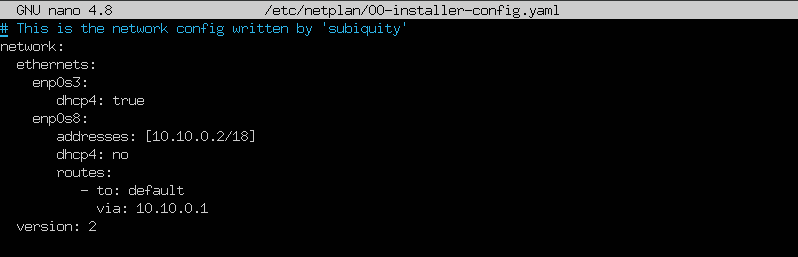 GNU nano 4.8 /etc/netplan/00-installer-config.yaml
# This is the network config written by 'subiquity'
network:
  ethernets:
    enp0s3:
       dhcp4: true
    enp0s8:
       addresses: [10.10.0.2/18]
       dhcp4: no
       routes:
          - to: default
            via: 10.10.0.1
  version: 2